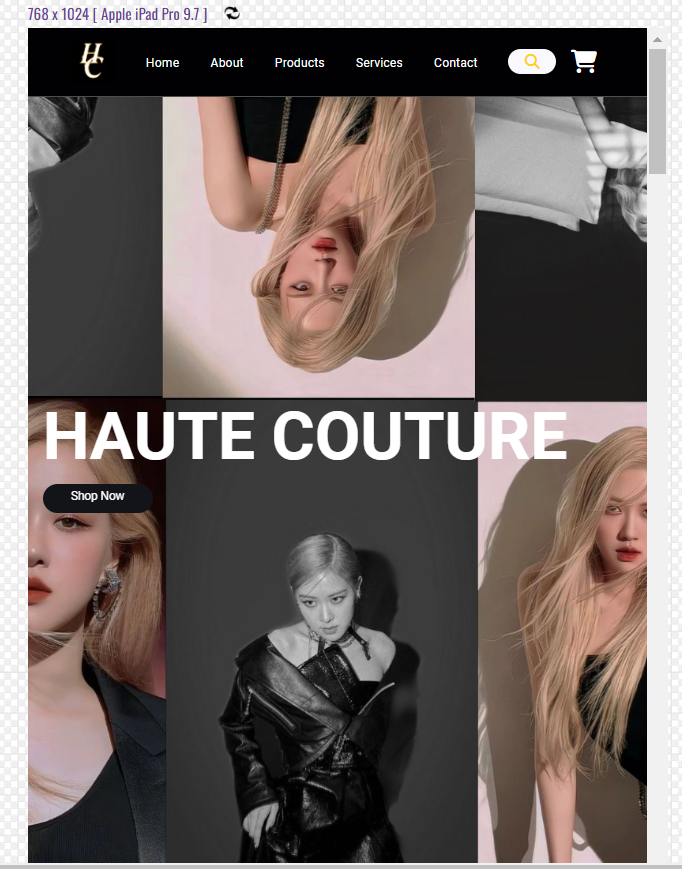 768 x 1024 [ Apple iPad Pro 9.7 ]
HC
Home About Products Services Contact
HAUTE COUTURE
Shop Now